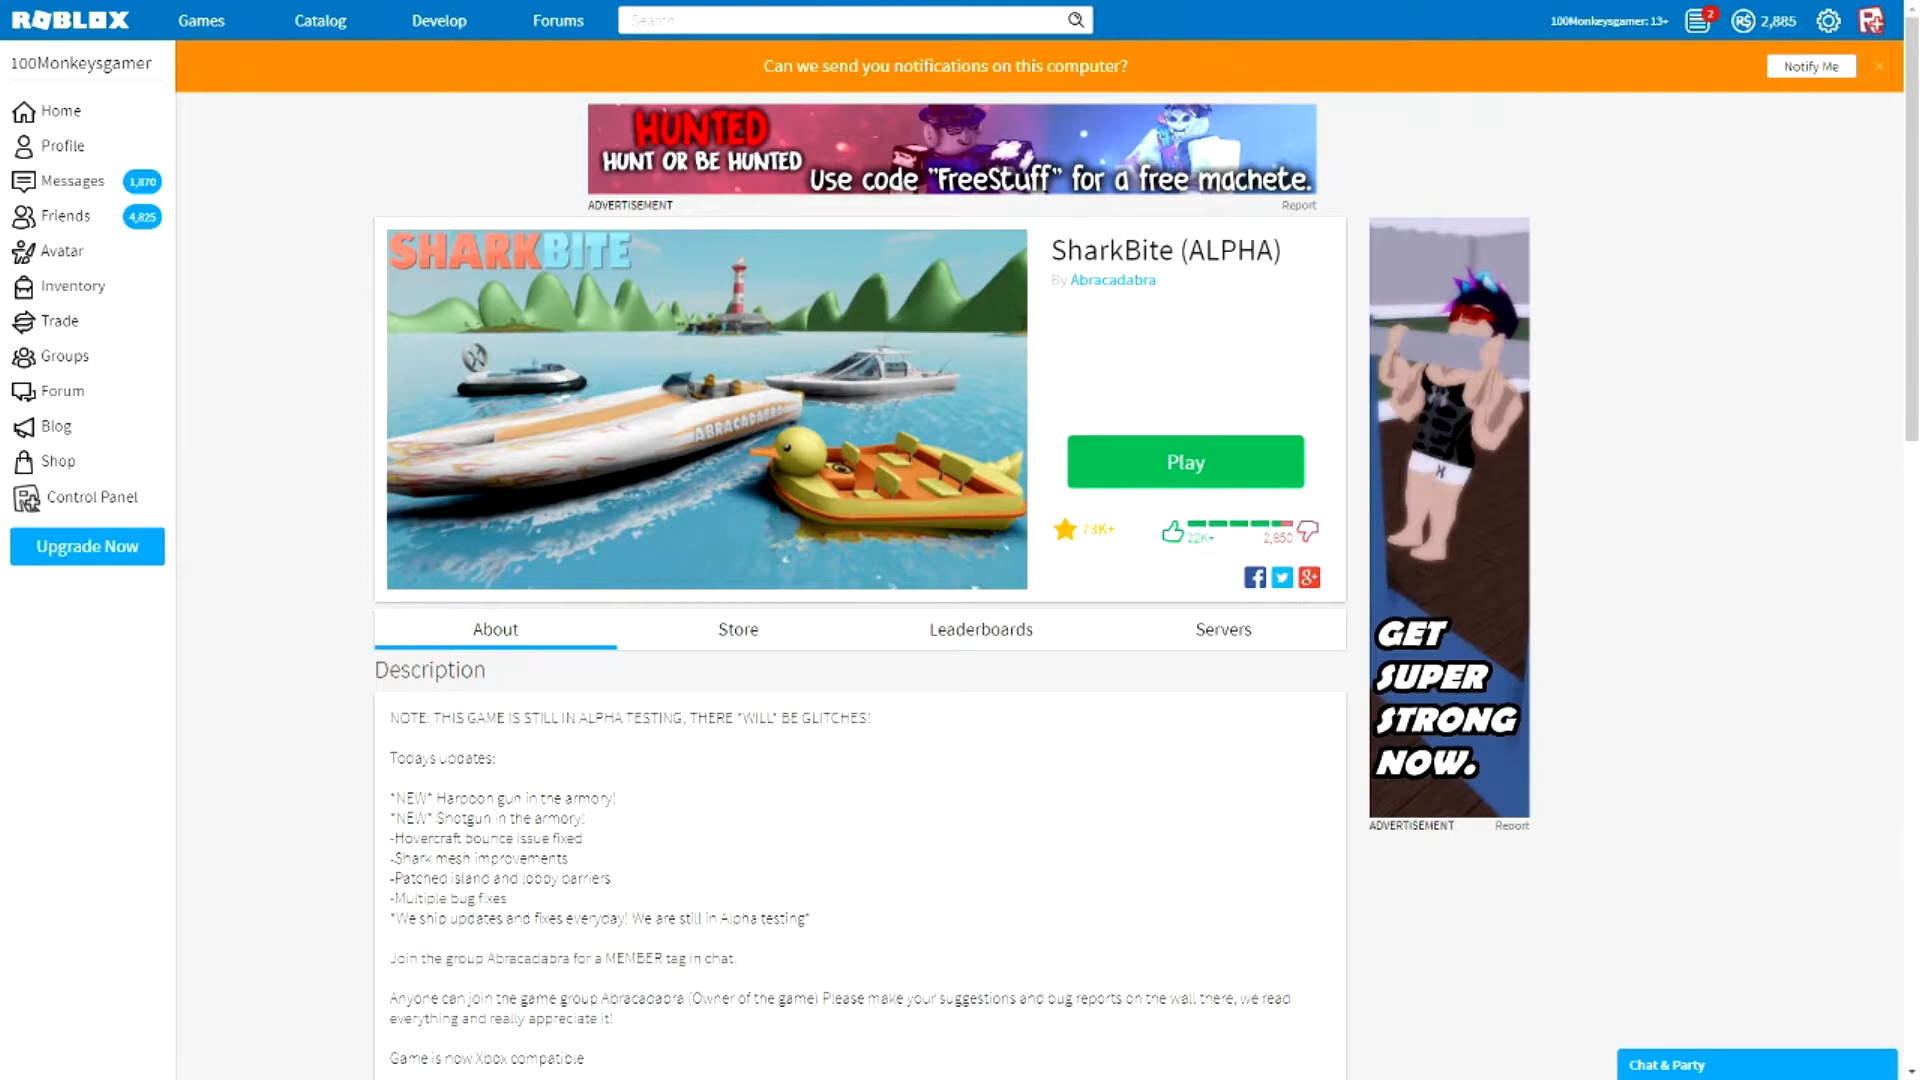 ROBLOX
Games
Catalog
Develop
Forums
Search
100Monkeysgamer: 13+
2
R$ 2,885
100Monkeysgamer
Can we send you notifications on this computer?
Notify Me
Home
Profile
Messages 1,870
Friends 4,825
Avatar
Inventory
Trade
Groups
Forum
Blog
Shop
Control Panel
Upgrade Now
HUNTED
HUNT OR BE HUNTED
Use code "FreeStuff" for a free machete.
ADVERTISEMENT
Report
SHARKBITE
ABRACADABRA
SharkBite (ALPHA)
By Abracadabra
Play
73K+
22K+
2,850
About
Store
Leaderboards
Servers
Description
NOTE: THIS GAME IS STILL IN ALPHA TESTING, THERE *WILL* BE GLITCHES!
Todays updates:
*NEW* Harpoon gun in the armory!
*NEW* Shotgun in the armory!
-Hovercraft bounce issue fixed
-Shark mesh improvements
-Patched island and lobby barriers
-Multiple bug fixes
*We ship updates and fixes everyday! We are still in Alpha testing*
Join the group Abracadabra for a MEMBER tag in chat.
Anyone can join the game group Abracadabra (Owner of the game) Please make your suggestions and bug reports on the wall there, we read
everything and really appreciate it!
Game is now Xbox compatible
GET
SUPER
STRONG
NOW.
ADVERTISEMENT
Report
Chat & Party